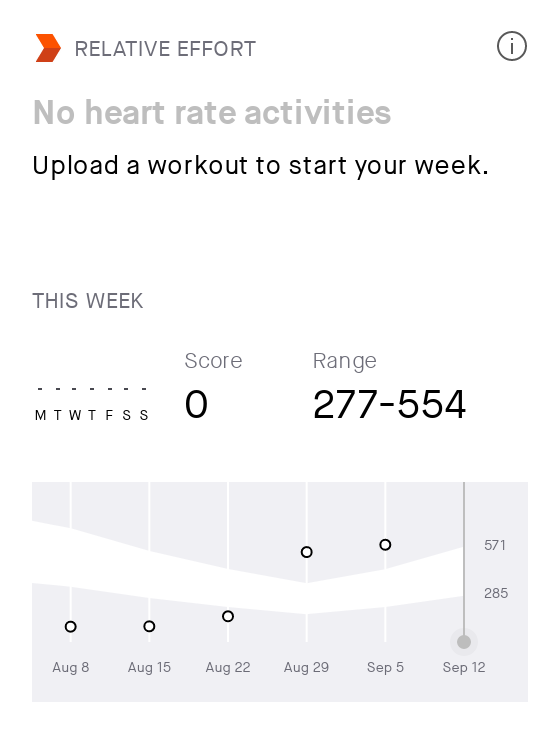 RELATIVE EFFORT
No heart rate activities
Upload a workout to start your week.
THIS WEEK
Score Range
- - - - - - -
M T W T F S S
0 277-554
571
285
Aug 8 Aug 15 Aug 22 Aug 29 Sep 5 Sep 12